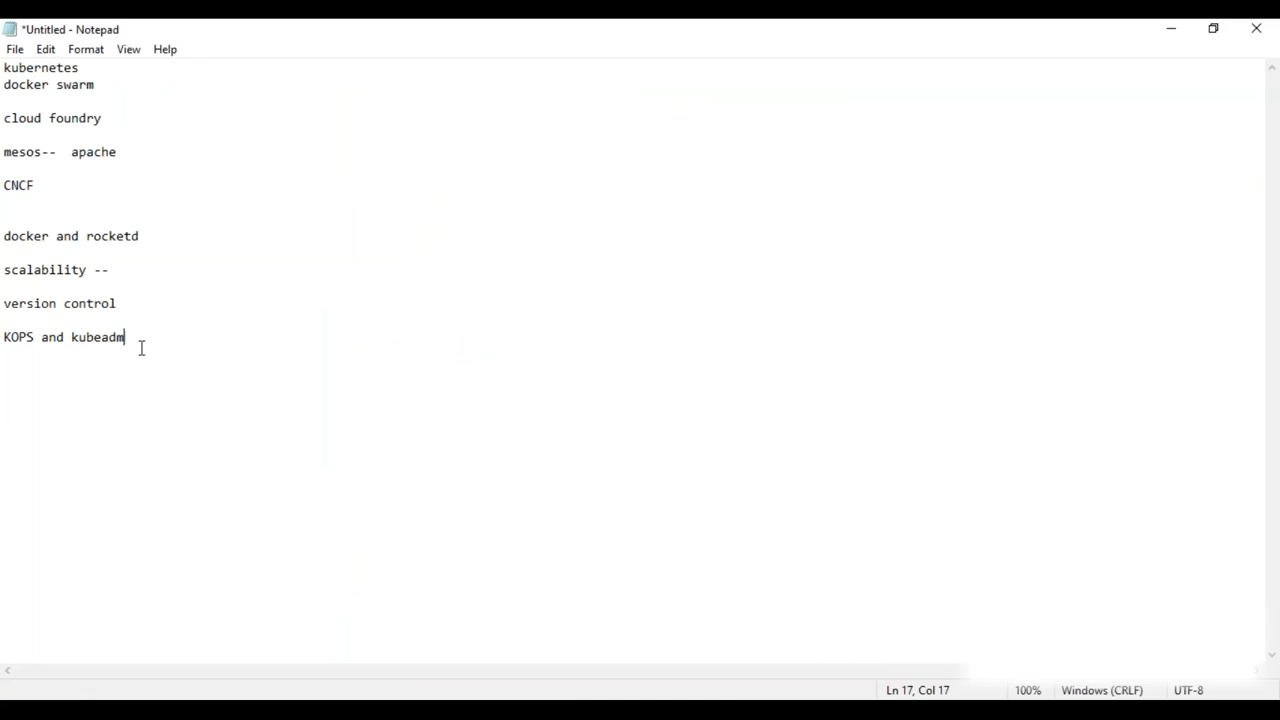 *Untitled - Notepad
File Edit Format View Help
kubernetes
docker swarm
cloud foundry
mesos-- apache
CNCF
docker and rocketd
scalability --
version control
KOPS and kubeadm
Ln 17, Col 17 100% Windows (CRLF) UTF-8